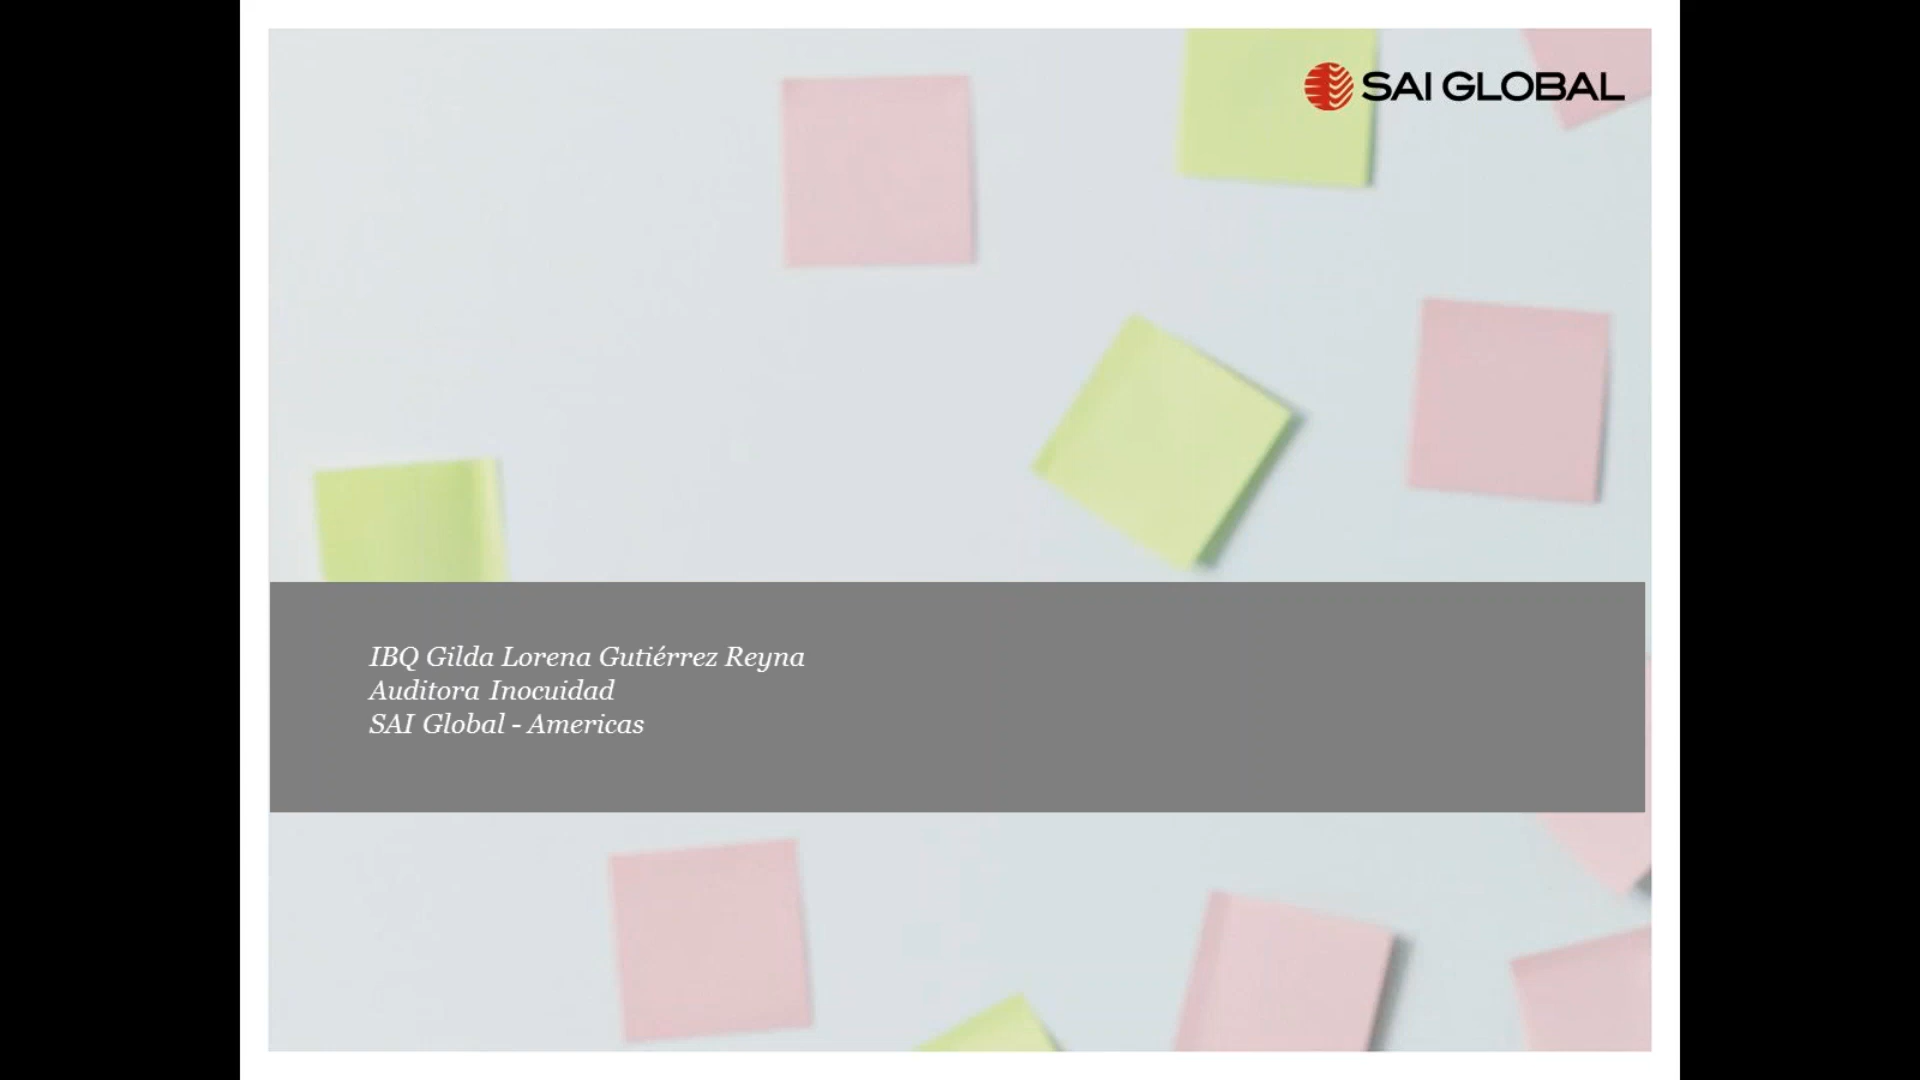 SAI GLOBAL
IBQ Gilda Lorena Gutiérrez Reyna
Auditora Inocuidad
SAI Global - Americas